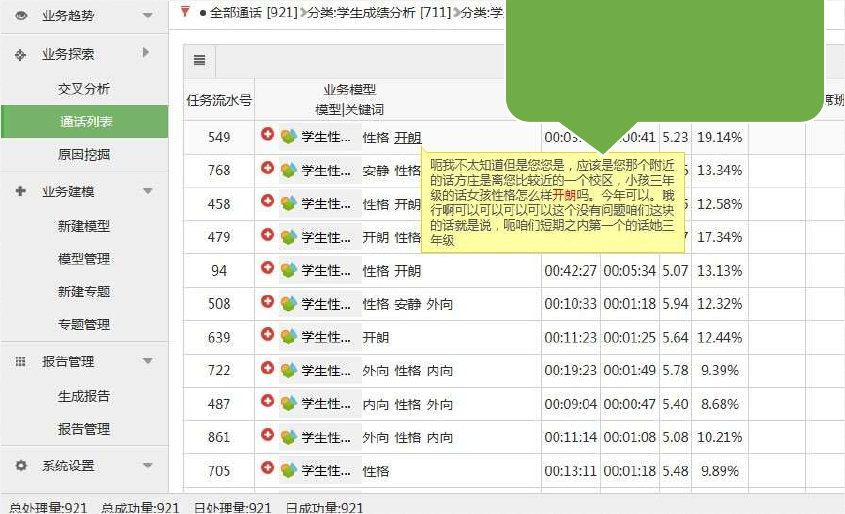 业务趋势
业务探索
交叉分析
通话列表
原因挖掘
业务建模
新建模型
模型管理
新建专题
专题管理
报告管理
生成报告
报告管理
系统设置
全部通话 [921]>分类:学生成绩分析 [711]>分类:学
任务流水号
业务模型
模型|关键词
席班
549 学生性... 性格 开朗 00:41 5.23 19.14%
768 学生性... 安静 性格 13.34%
458 学生性... 性格 开朗 12.58%
479 学生性... 开朗 性格 17.34%
94 学生性... 性格 开朗 00:42:27 00:05:34 5.07 13.13%
508 学生性... 性格 安静 外向 00:10:33 00:01:18 5.94 12.32%
639 学生性... 开朗 00:11:23 00:01:25 5.64 12.44%
722 学生性... 外向 性格 内向 00:19:23 00:01:49 5.78 9.39%
487 学生性... 内向 性格 外向 00:09:04 00:00:47 5.40 8.68%
861 学生性... 外向 性格 内向 00:11:14 00:01:08 5.08 10.21%
705 学生性... 性格 00:13:11 00:01:18 5.48 9.89%
呃我不太知道但是您您是，应该是您那个附近
的话方庄是离您比较近的一个校区，小孩三年
级的话女孩性格怎么样开朗吗。今年可以。哦
行啊可以可以可以可以这个没有问题咱们这块
的话就是说，呃咱们短期之内第一个的话她三
年级
总处理量:921 总成功量:921 日处理量:921 日成功量:921